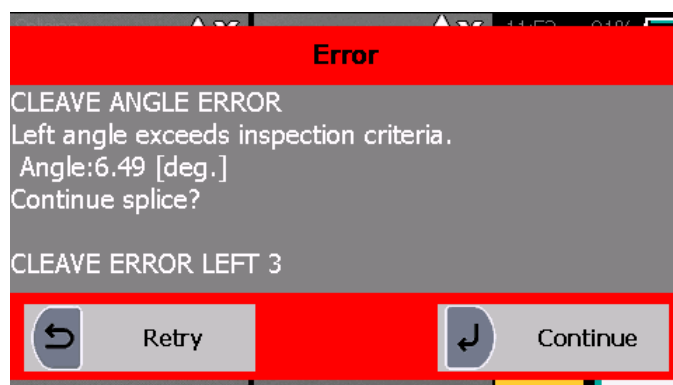 Error
CLEAVE ANGLE ERROR
Left angle exceeds inspection criteria.
Angle:6.49 [deg.]
Continue splice?
CLEAVE ERROR LEFT 3
Retry
Continue